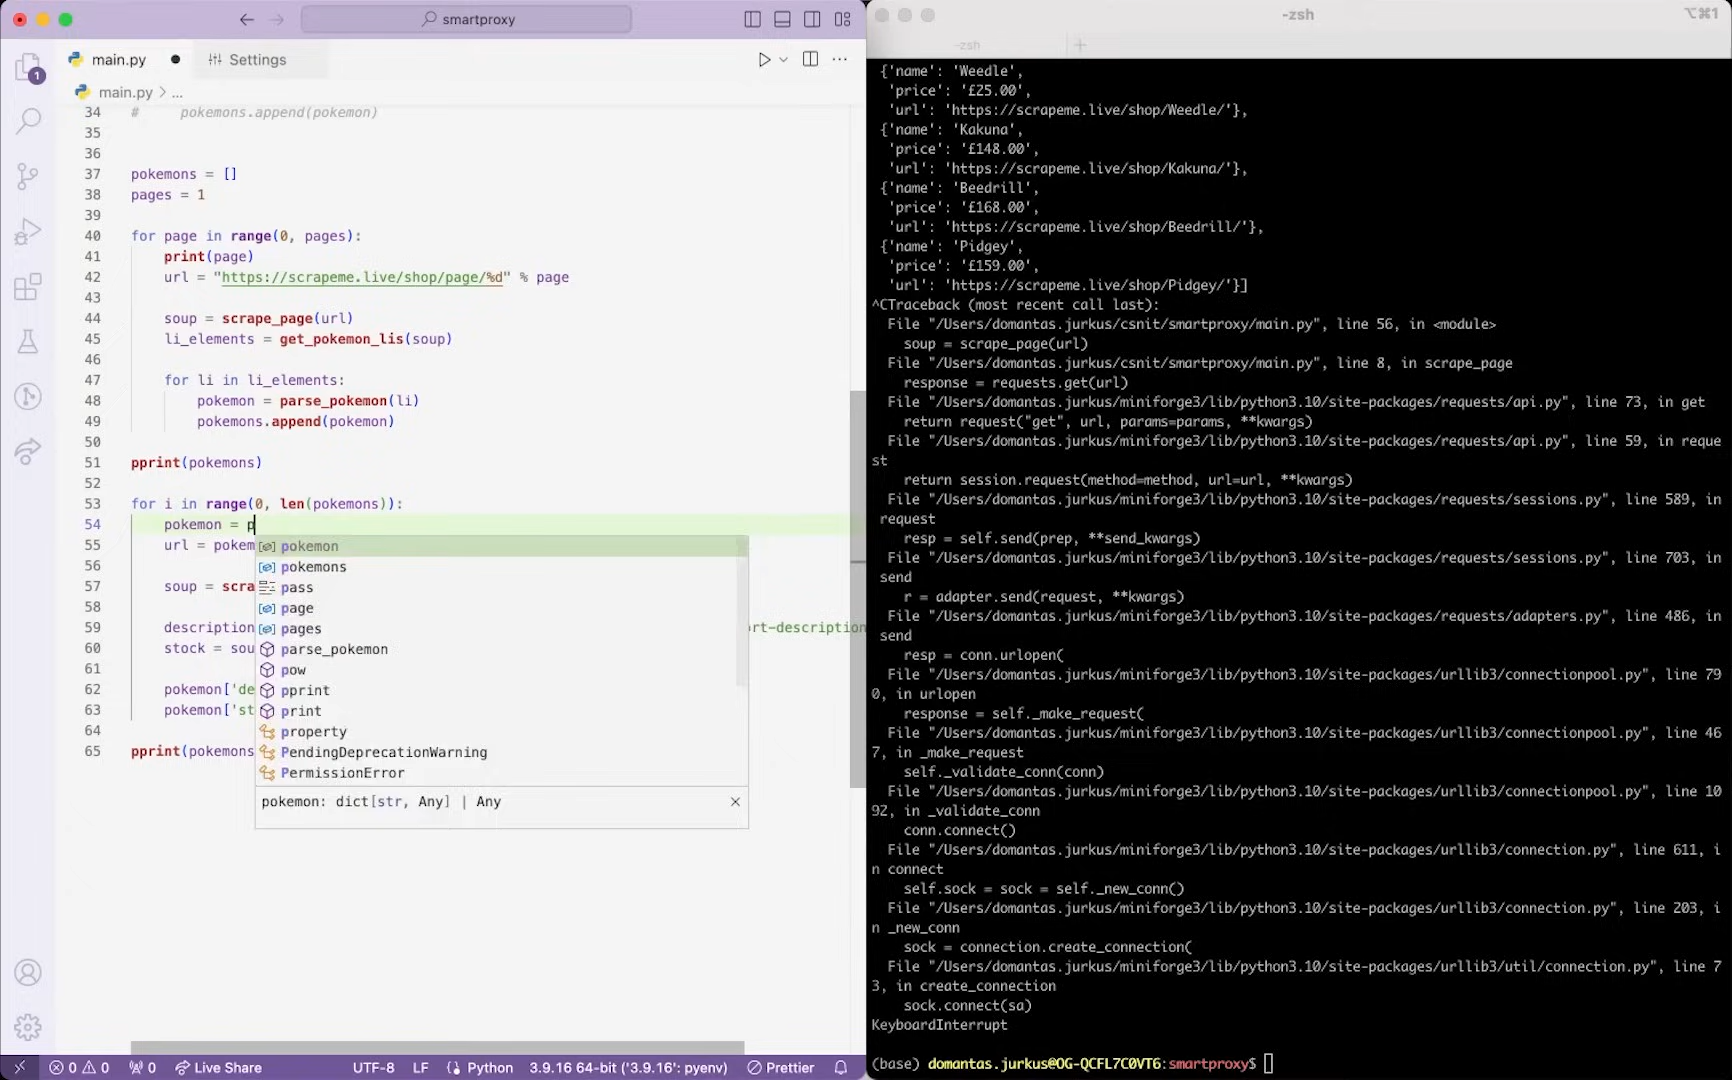 smartproxy
main.py
Settings
main.py > ...
1
34 #     pokemons.append(pokemon)
35
36
37 pokemons = []
38 pages = 1
39
40 for page in range(0, pages):
41     print(page)
42     url = "https://scrapeme.live/shop/page/%d" % page
43
44     soup = scrape_page(url)
45     li_elements = get_pokemon_lis(soup)
46
47     for li in li_elements:
48         pokemon = parse_pokemon(li)
49         pokemons.append(pokemon)
50
51 pprint(pokemons)
52
53 for i in range(0, len(pokemons)):
54     pokemon = p
55     url = pokem
56
57     soup = scra
58
59     description rt-description
60     stock = sou
61
62     pokemon['de
63     pokemon['st
64
65 pprint(pokemons
pokemon
pokemons
pass
page
pages
parse_pokemon
pow
pprint
print
property
PendingDeprecationWarning
PermissionError
pokemon: dict[str, Any] | Any
0 0 0 Live Share UTF-8 LF Python 3.9.16 64-bit ('3.9.16': pyenv) Prettier
-zsh
⌥⌘1
-zsh
{'name': 'Weedle',
'price': '£25.00',
'url': 'https://scrapeme.live/shop/Weedle/'},
{'name': 'Kakuna',
'price': '£148.00',
'url': 'https://scrapeme.live/shop/Kakuna/'},
{'name': 'Beedrill',
'price': '£168.00',
'url': 'https://scrapeme.live/shop/Beedrill/'},
{'name': 'Pidgey',
'price': '£159.00',
'url': 'https://scrapeme.live/shop/Pidgey/'}]
^CTraceback (most recent call last):
File "/Users/domantas.jurkus/csnit/smartproxy/main.py", line 56, in <module>
soup = scrape_page(url)
File "/Users/domantas.jurkus/csnit/smartproxy/main.py", line 8, in scrape_page
response = requests.get(url)
File "/Users/domantas.jurkus/miniforge3/lib/python3.10/site-packages/requests/api.py", line 73, in get
return request("get", url, params=params, **kwargs)
File "/Users/domantas.jurkus/miniforge3/lib/python3.10/site-packages/requests/api.py", line 59, in reque
st
return session.request(method=method, url=url, **kwargs)
File "/Users/domantas.jurkus/miniforge3/lib/python3.10/site-packages/requests/sessions.py", line 589, in
request
resp = self.send(prep, **send_kwargs)
File "/Users/domantas.jurkus/miniforge3/lib/python3.10/site-packages/requests/sessions.py", line 703, in
send
r = adapter.send(request, **kwargs)
File "/Users/domantas.jurkus/miniforge3/lib/python3.10/site-packages/requests/adapters.py", line 486, in
send
resp = conn.urlopen(
File "/Users/domantas.jurkus/miniforge3/lib/python3.10/site-packages/urllib3/connectionpool.py", line 79
0, in urlopen
response = self._make_request(
File "/Users/domantas.jurkus/miniforge3/lib/python3.10/site-packages/urllib3/connectionpool.py", line 46
7, in _make_request
self._validate_conn(conn)
File "/Users/domantas.jurkus/miniforge3/lib/python3.10/site-packages/urllib3/connectionpool.py", line 10
92, in _validate_conn
conn.connect()
File "/Users/domantas.jurkus/miniforge3/lib/python3.10/site-packages/urllib3/connection.py", line 611, i
n connect
self.sock = sock = self._new_conn()
File "/Users/domantas.jurkus/miniforge3/lib/python3.10/site-packages/urllib3/connection.py", line 203, i
n _new_conn
sock = connection.create_connection(
File "/Users/domantas.jurkus/miniforge3/lib/python3.10/site-packages/urllib3/util/connection.py", line 7
3, in create_connection
sock.connect(sa)
KeyboardInterrupt
(base) domantas.jurkus@OG-QCFL7C0VT6:smartproxy$